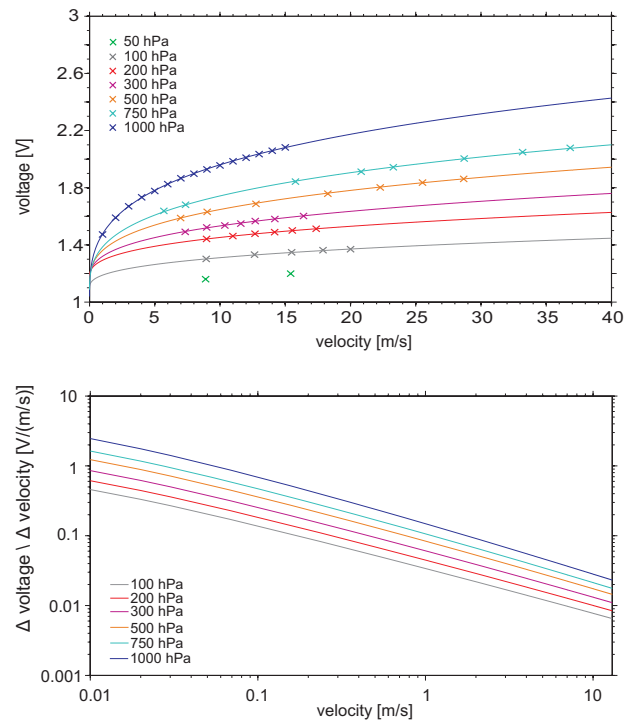 3
2.6
2.2
1.8
1.4
1
voltage [V]
50 hPa
100 hPa
200 hPa
300 hPa
500 hPa
750 hPa
1000 hPa
0 5 10 15 20 25 30 35 40
velocity [m/s]
10
1
0.1
0.01
0.001
Δ voltage \ Δ velocity [V/(m/s)]
100 hPa
200 hPa
300 hPa
500 hPa
750 hPa
1000 hPa
0.01 0.1 1 10
velocity [m/s]